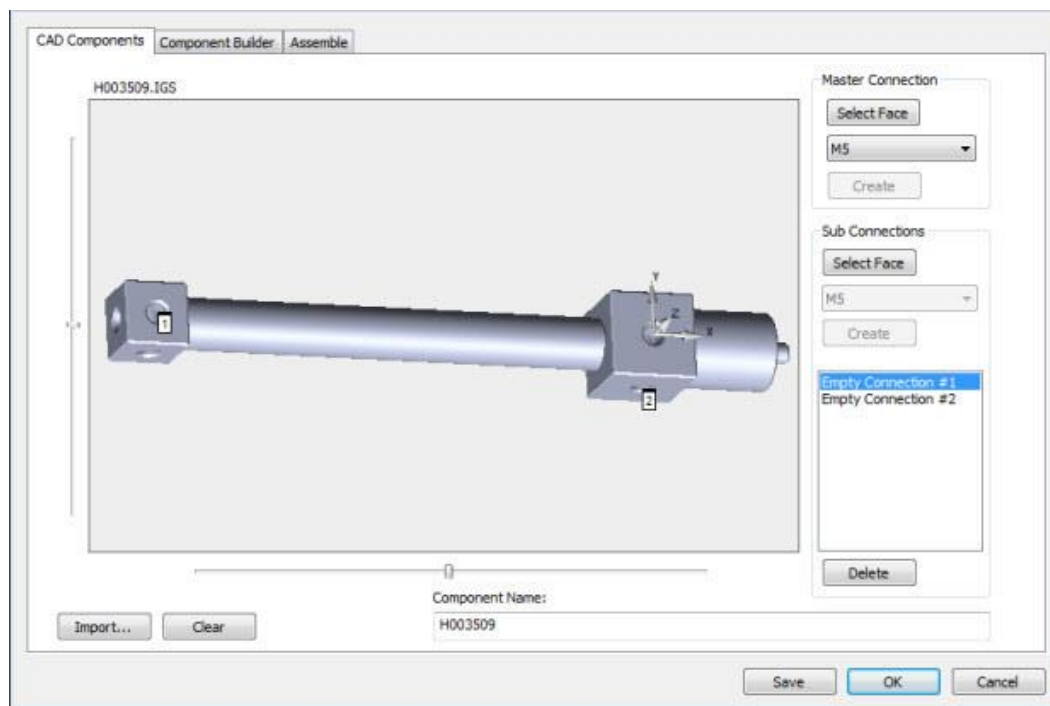 CAD Components Component Builder Assemble
H003509.IGS
Master Connection
Select Face
M5
Create
Sub Connections
Select Face
M5
Create
Empty Connection #1
Empty Connection #2
Delete
Y
Z
X
1
2
Component Name:
Import... Clear H003509
Save OK Cancel